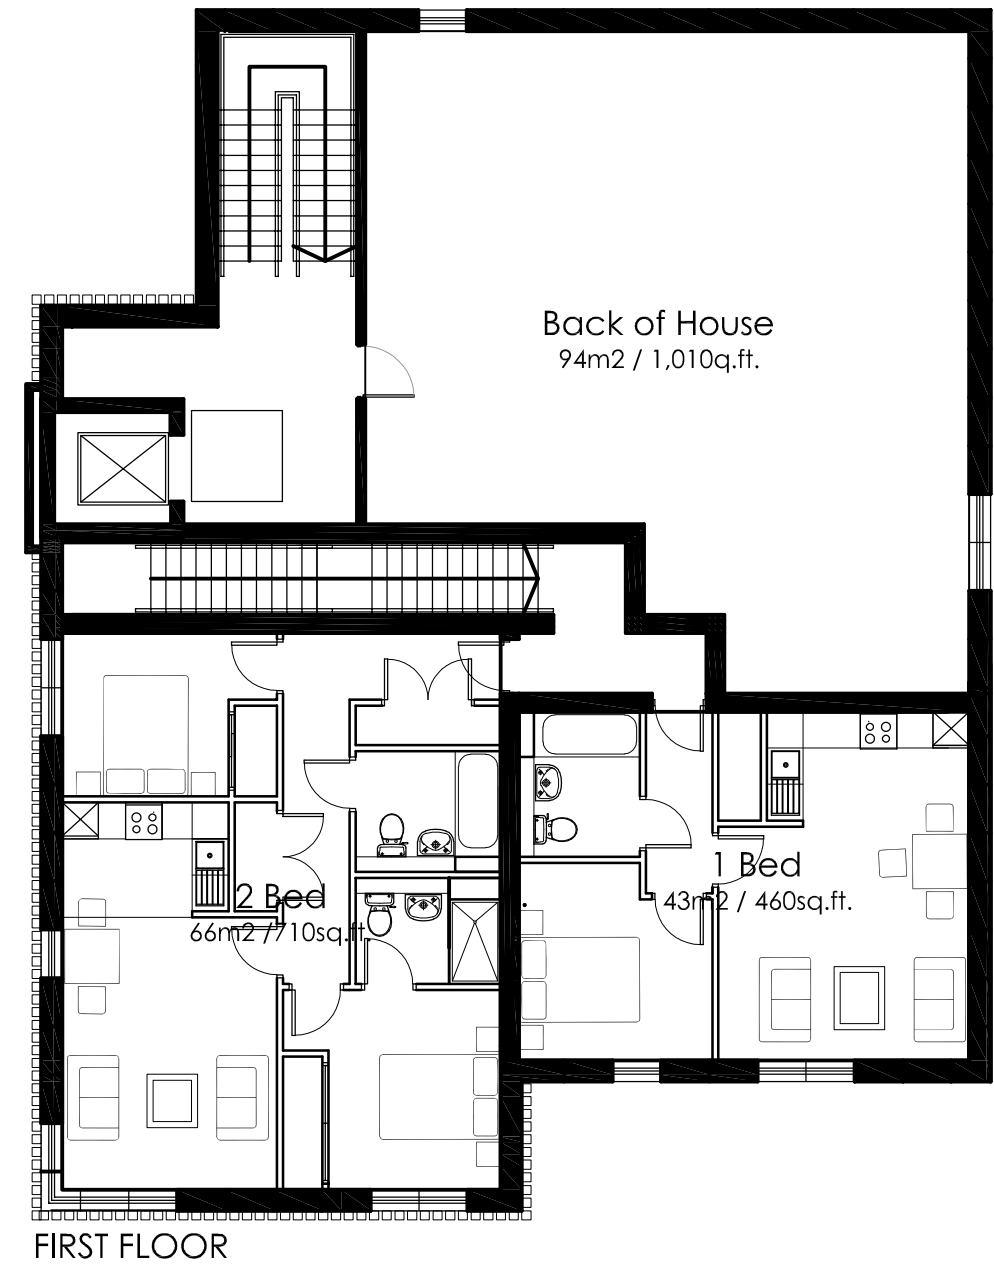 Back of House
94m2 / 1,010q.ft.
1 Bed
43m2 / 460sq.ft.
2 Bed
66m2 /710sq.ft.
FIRST FLOOR